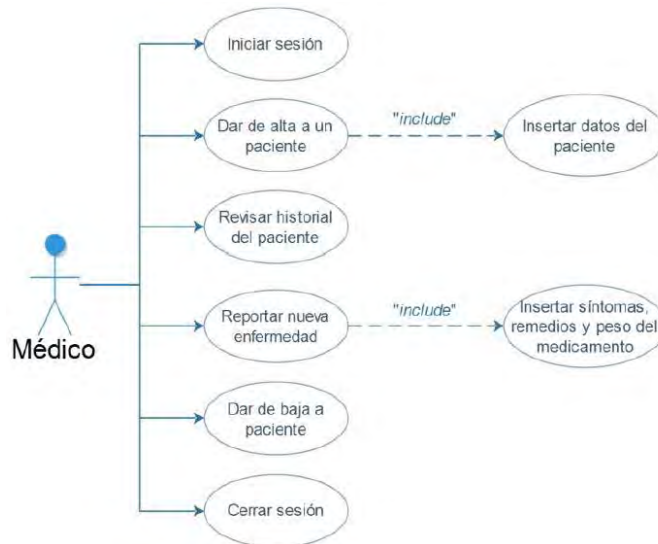 Iniciar sesión
Dar de alta a un
paciente
"include"
Insertar datos del
paciente
Revisar historial
del paciente
Médico
Reportar nueva
enfermedad
"include"
Insertar síntomas,
remedios y peso del
medicamento
Dar de baja a
paciente
Cerrar sesión